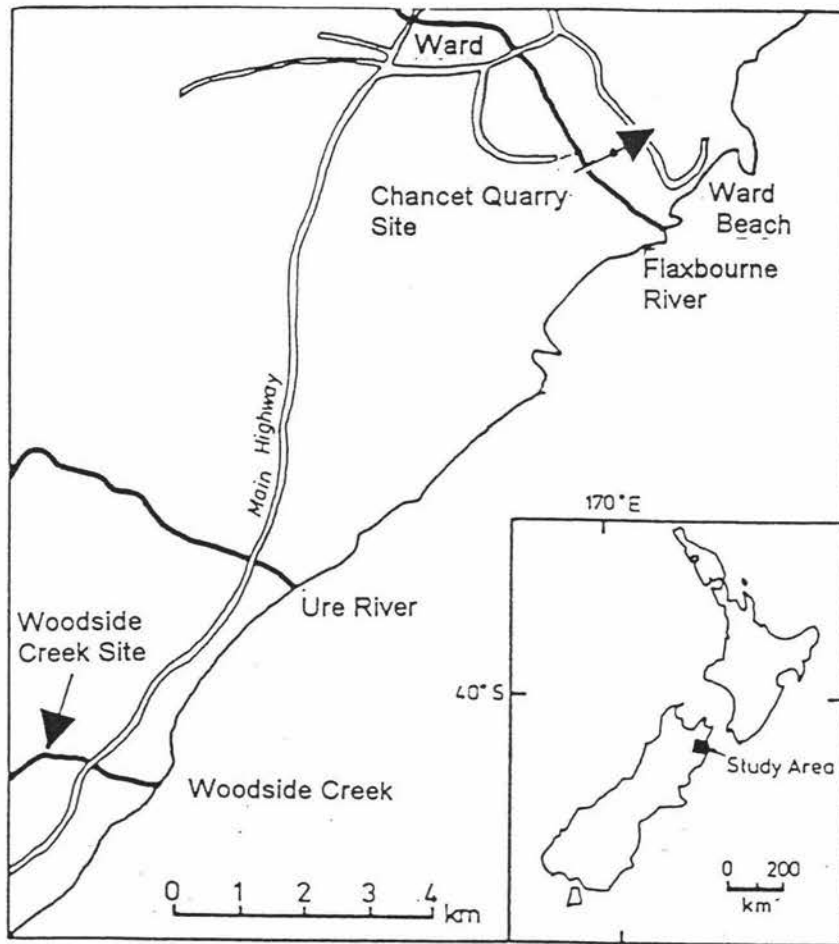 Ward
Chancet Quarry
Site
Ward
Beach
Flaxbourne
River
Main Highway
170°E
Ure River
Woodside
Creek Site
40°S
Study Area
Woodside Creek
0 1 2 3 4
km
0 200
km